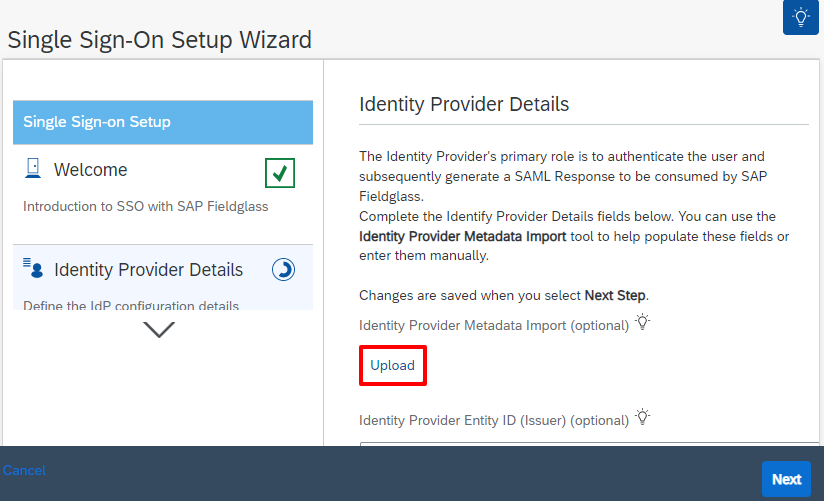 Single Sign-On Setup Wizard
Single Sign-on Setup
Welcome
Introduction to SSO with SAP Fieldglass
Identity Provider Details
Define the IdP configuration details
Identity Provider Details
The Identity Provider's primary role is to authenticate the user and
subsequently generate a SAML Response to be consumed by SAP
Fieldglass.
Complete the Identify Provider Details fields below. You can use the
Identity Provider Metadata Import tool to help populate these fields or
enter them manually.
Changes are saved when you select Next Step.
Identity Provider Metadata Import (optional)
Upload
Identity Provider Entity ID (Issuer) (optional)
Cancel
Next